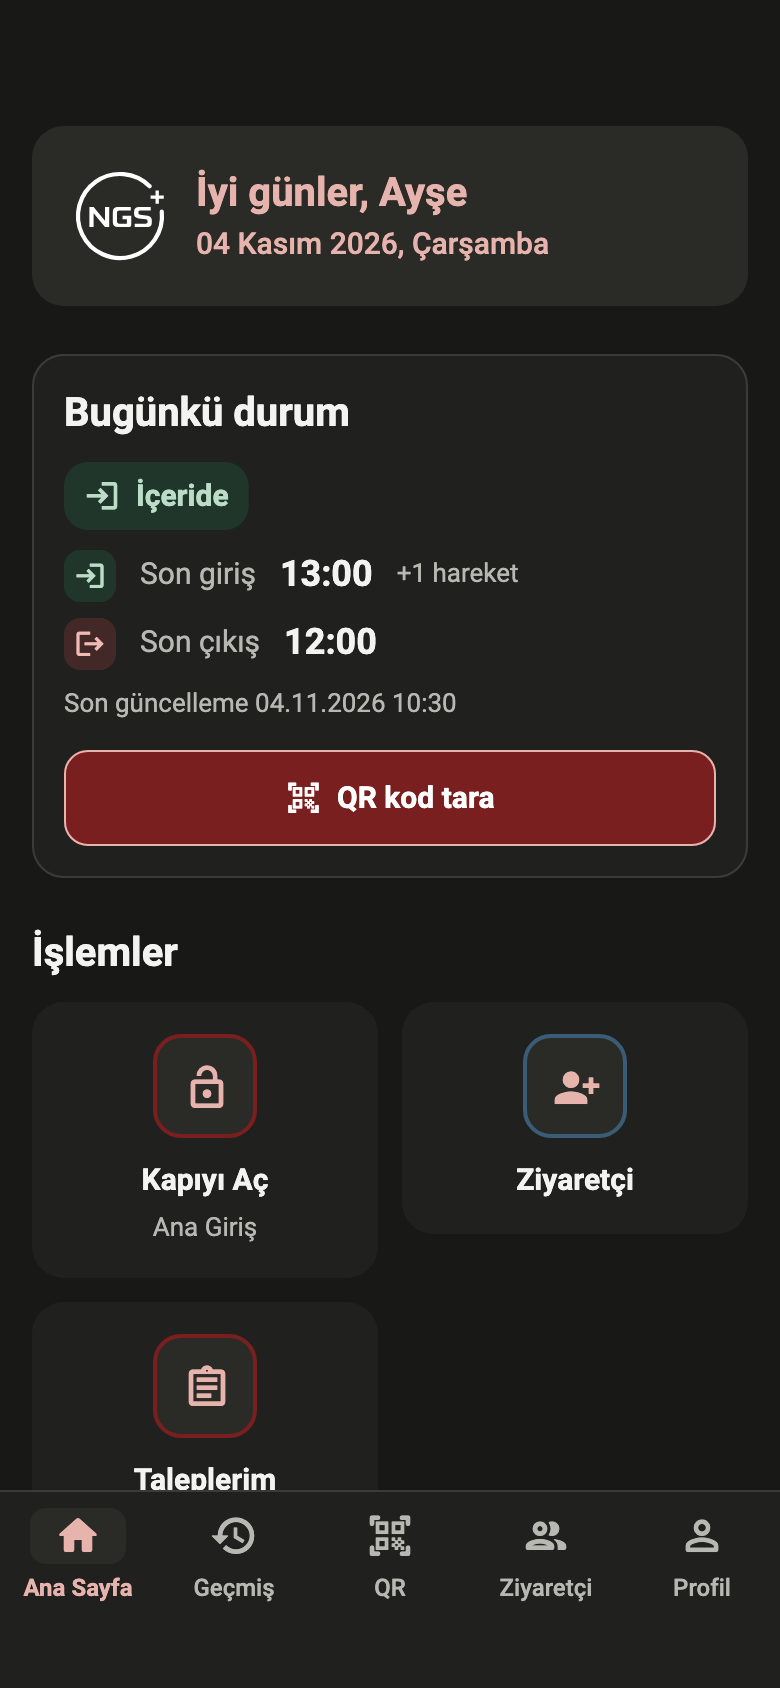 NGS+
İyi günler, Ayşe
04 Kasım 2026, Çarşamba
Bugünkü durum
İçeride
Son giriş 13:00 +1 hareket
Son çıkış 12:00
Son güncelleme 04.11.2026 10:30
QR kod tara
İşlemler
Kapıyı Aç
Ana Giriş
Ziyaretçi
Taleplerim
Ana Sayfa
Geçmiş
QR
Ziyaretçi
Profil